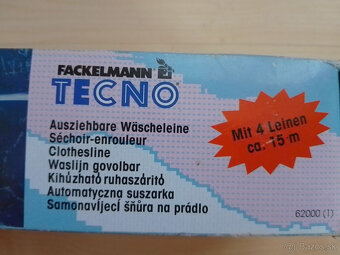 FACKELMANN
TECNO
Ausziehbare Wäscheleine
Séchoir-enrouleur
Clothesline
Waslijn govolbar
Kihúzható ruhaszárító
Automatyczna suszarka
Samonavíjecí šňůra na prádlo
Mit 4 Leinen
ca. 15 m
62000 (1)